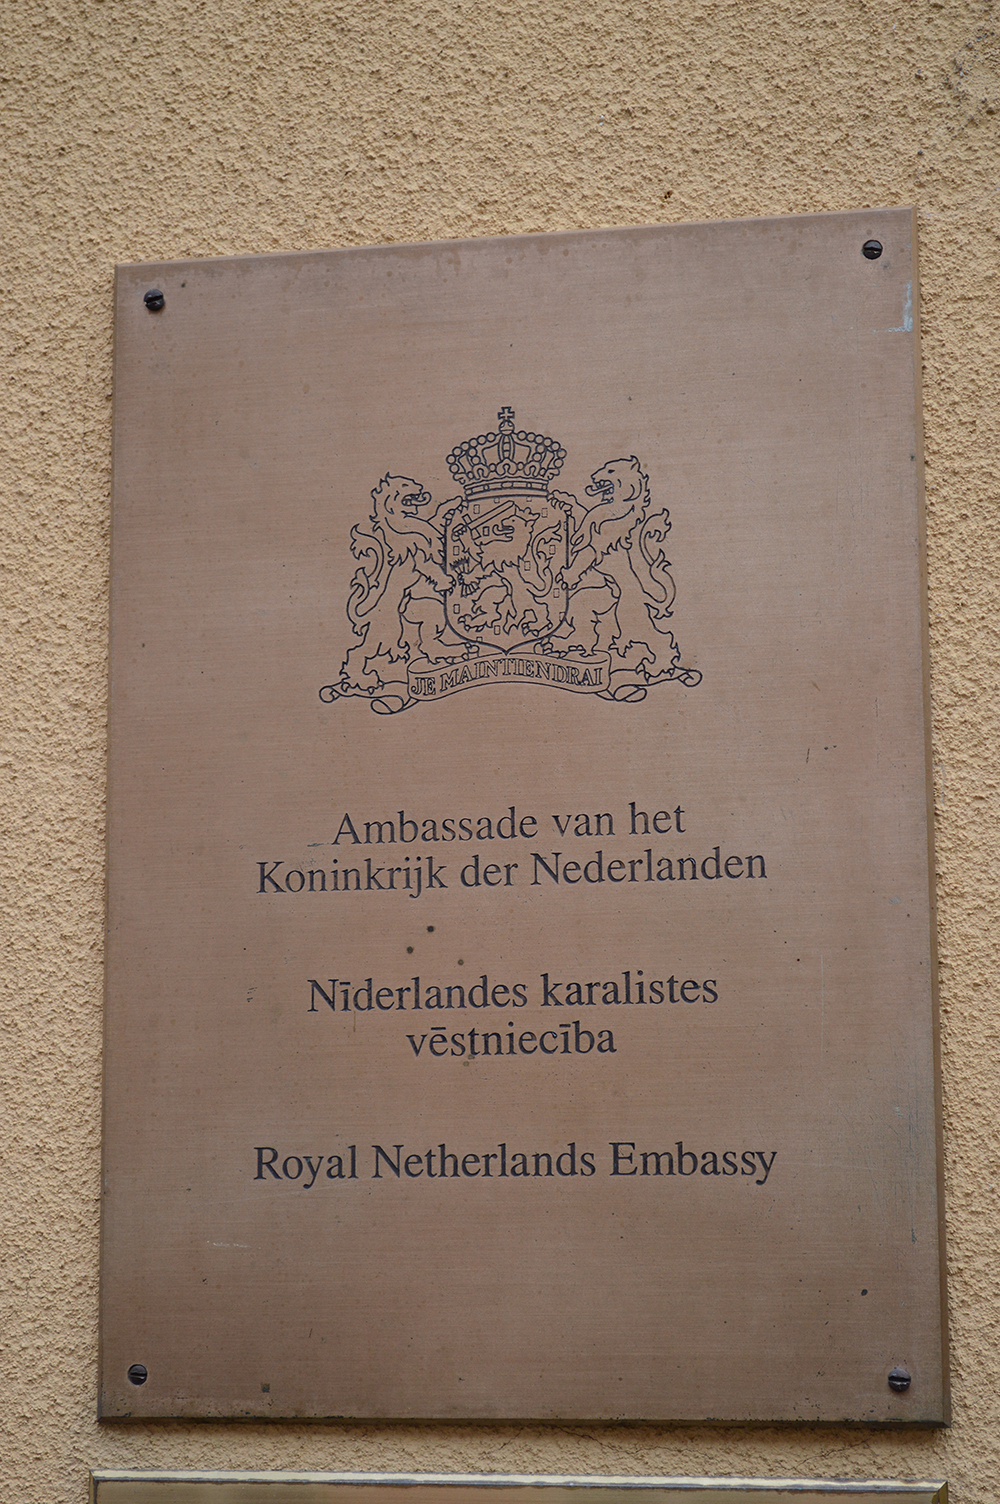 JE MAINTIENDRAI
Ambassade van het
Koninkrijk der Nederlanden
Nīderlandes karalistes
vēstniecība
Royal Netherlands Embassy